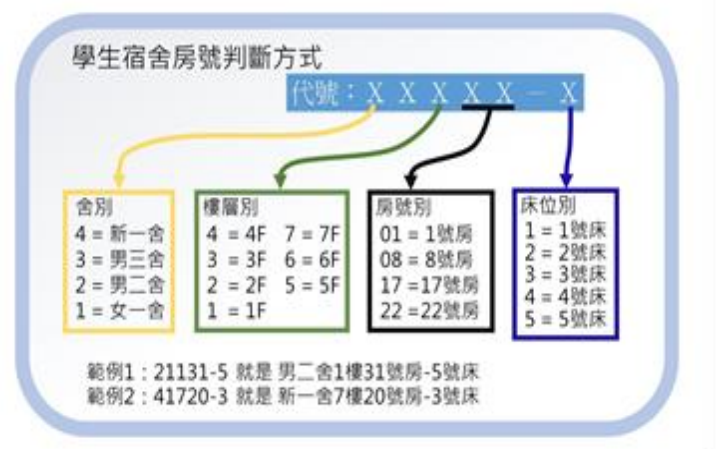 學生宿舍房號判斷方式
代號：X X X X X － X
舍別
4 = 新一舍
3 = 男三舍
2 = 男二舍
1 = 女一舍
樓層別
4 = 4F 7 = 7F
3 = 3F 6 = 6F
2 = 2F 5 = 5F
1 = 1F
房號別
01 = 1號房
08 = 8號房
17 =17號房
22 =22號房
床位別
1 = 1號床
2 = 2號床
3 = 3號床
4 = 4號床
5 = 5號床
範例1：21131-5 就是 男二舍1樓31號房-5號床
範例2：41720-3 就是 新一舍7樓20號房-3號床